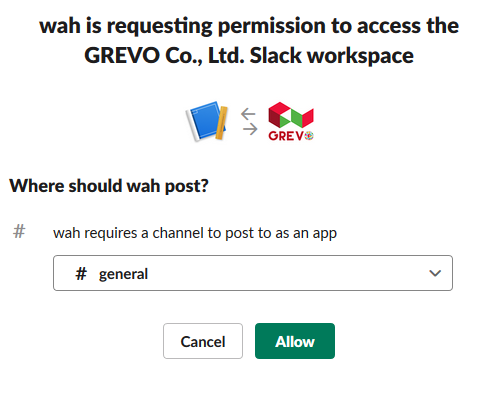 wah is requesting permission to access the
GREVO Co., Ltd. Slack workspace
GREVO
Where should wah post?
# wah requires a channel to post to as an app
# general
Cancel Allow